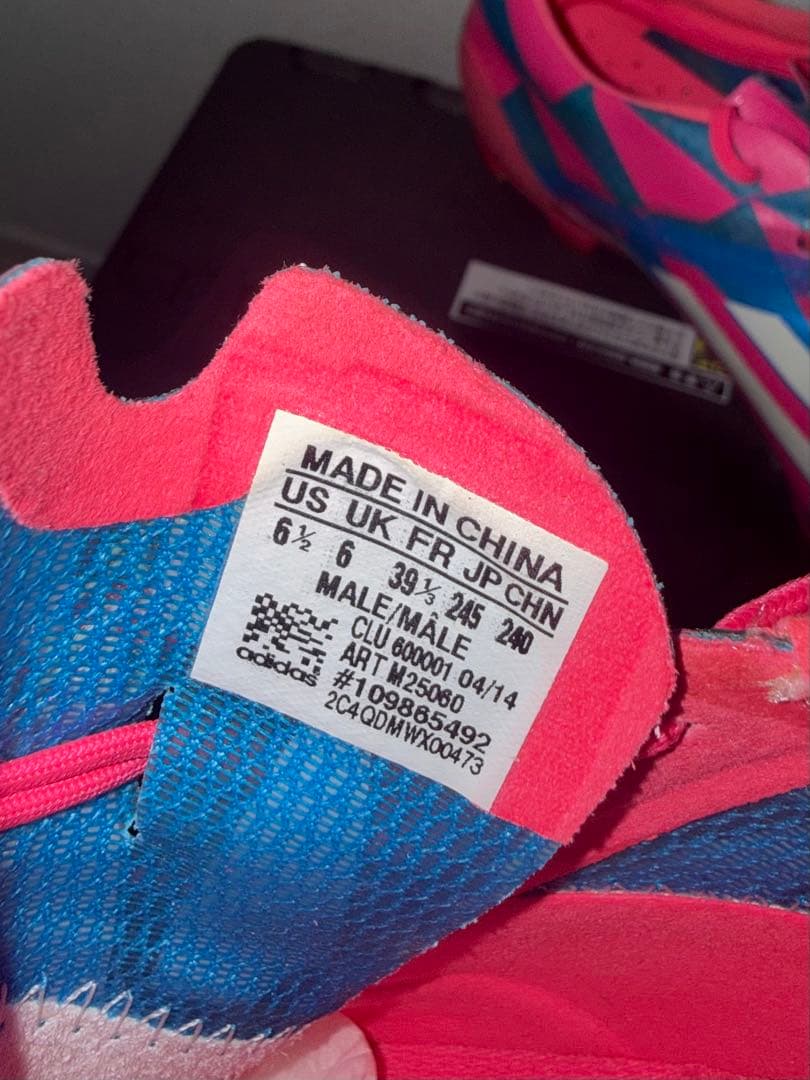 MADE IN CHINA
US UK FR JP CHN
6½ 6 39⅓ 245 240
MALE/MÂLE
CLU 600001 04/14
ART M25060
#109865492
2C4QDMWX00473
adidas